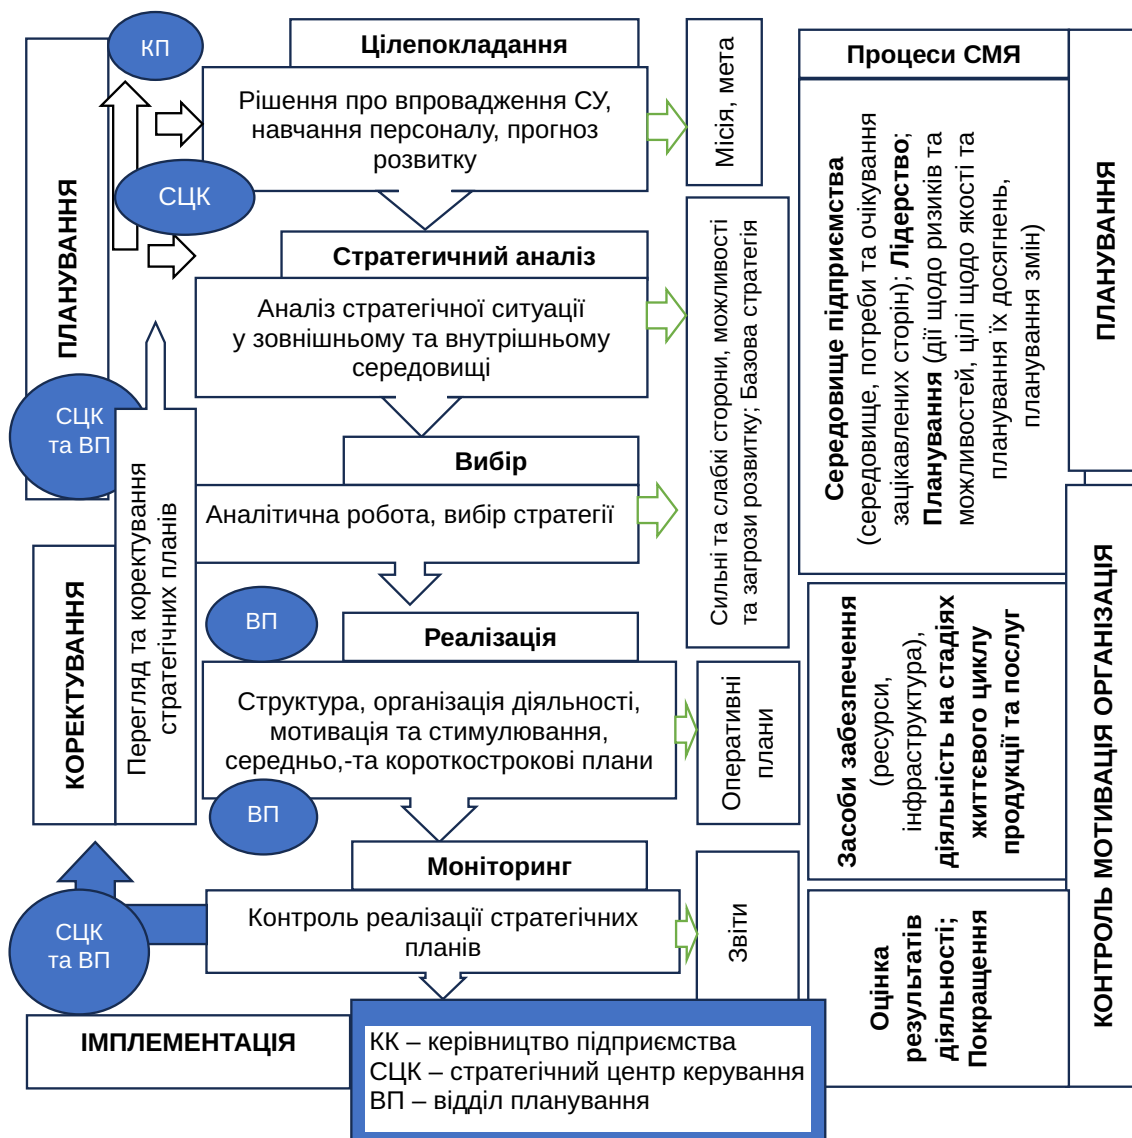 КП
Цілепокладання
Рішення про впровадження СУ,
навчання персоналу, прогноз
розвитку
СЦК
Стратегичний аналіз
Аналіз стратегічної ситуації
у зовнішньому та внутрішньому
середовищі
СЦК
та ВП
Вибір
Аналітична робота, вибір стратегії
ВП
Реалізація
Структура, організація діяльності,
мотивація та стимулювання,
середньо,-та короткострокові плани
ВП
Моніторинг
Контроль реалізації стратегічних
планів
СЦК
та ВП
ПЛАНУВАННЯ
КОРЕКТУВАННЯ
Перегляд та коректування
стратегічних планів
ІМПЛЕМЕНТАЦІЯ
Місія, мета
Сильні та слабкі сторони, можливості
та загрози розвитку; Базова стратегія
Оперативні
плани
Звіти
Процеси СМЯ
Середовище підприємства
(середовище, потреби та очікування
зацікавлених сторін); Лідерство;
Планування (дії щодо ризиків та
можливостей, цілі щодо якості та
планування їх досягнень,
планування змін)
Засоби забезпечення
(ресурси,
інфраструктура),
діяльність на стадіях
життєвого циклу
продукції та послуг
Оцінка
результатів
діяльності;
Покращення
ПЛАНУВАННЯ
КОНТРОЛЬ МОТИВАЦІЯ ОРГАНІЗАЦІЯ
КК – керівництво підприємства
СЦК – стратегічний центр керування
ВП – відділ планування